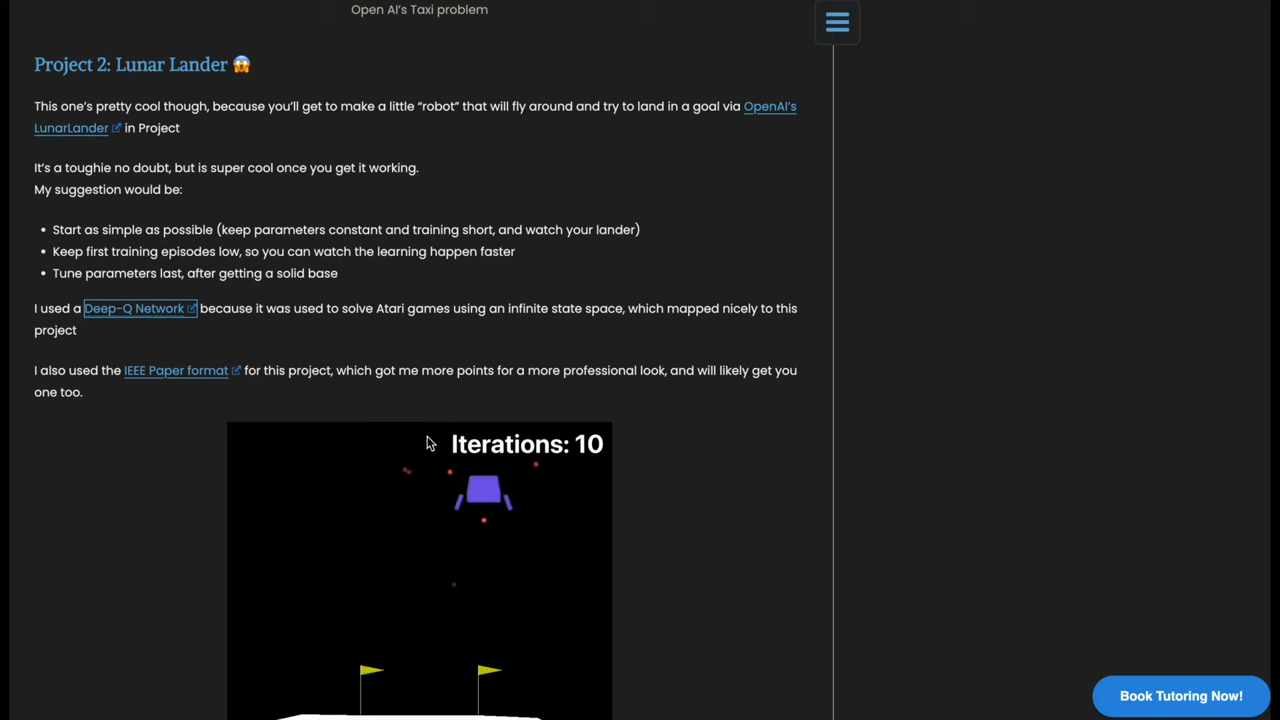 Open AI’s Taxi problem
Project 2: Lunar Lander 😱
This one’s pretty cool though, because you’ll get to make a little “robot” that will fly around and try to land in a goal via OpenAI’s
LunarLander in Project
It’s a toughie no doubt, but is super cool once you get it working.
My suggestion would be:
• Start as simple as possible (keep parameters constant and training short, and watch your lander)
• Keep first training episodes low, so you can watch the learning happen faster
• Tune parameters last, after getting a solid base
I used a Deep-Q Network because it was used to solve Atari games using an infinite state space, which mapped nicely to this
project
I also used the IEEE Paper format for this project, which got me more points for a more professional look, and will likely get you
one too.
Iterations: 10
Book Tutoring Now!